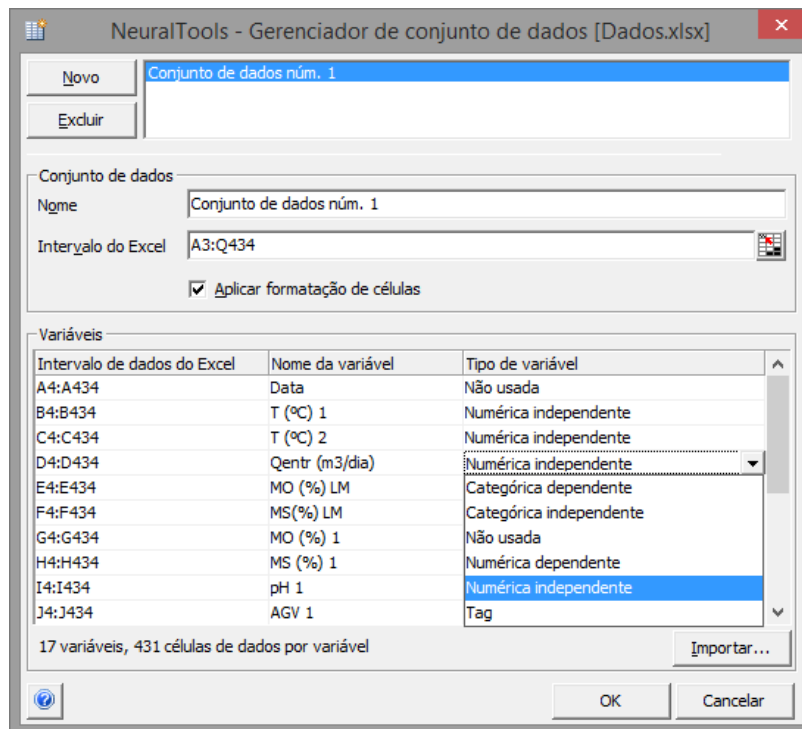 NeuralTools - Gerenciador de conjunto de dados [Dados.xlsx]
Novo
Conjunto de dados núm. 1
Excluir
Conjunto de dados
Nome
Conjunto de dados núm. 1
Intervalo do Excel
A3:Q434
Aplicar formatação de células
Variáveis
Intervalo de dados do Excel Nome da variável Tipo de variável
A4:A434 Data Não usada
B4:B434 T (ºC) 1 Numérica independente
C4:C434 T (ºC) 2 Numérica independente
D4:D434 Qentr (m3/dia) Numérica independente
E4:E434 MO (%) LM Categórica dependente
F4:F434 MS(%) LM Categórica independente
G4:G434 MO (%) 1 Não usada
H4:H434 MS (%) 1 Numérica dependente
I4:I434 pH 1 Numérica independente
J4:J434 AGV 1 Tag
17 variáveis, 431 células de dados por variável
Importar...
OK
Cancelar